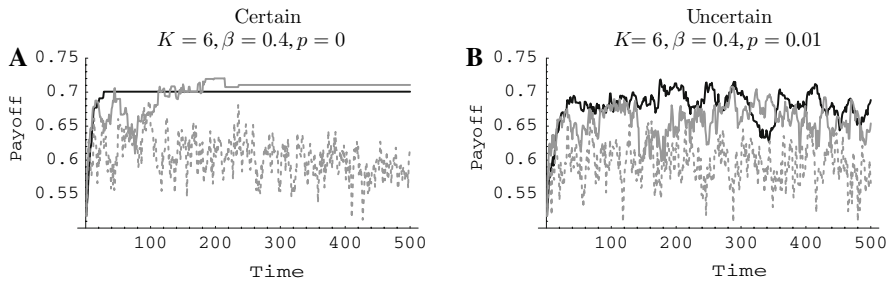 Certain
K = 6, β = 0.4, p = 0
A
0.75
0.7
0.65
0.6
0.55
Payoff
100 200 300 400 500
Time
Uncertain
K= 6, β = 0.4, p = 0.01
B
0.75
0.7
0.65
0.6
0.55
Payoff
100 200 300 400 500
Time